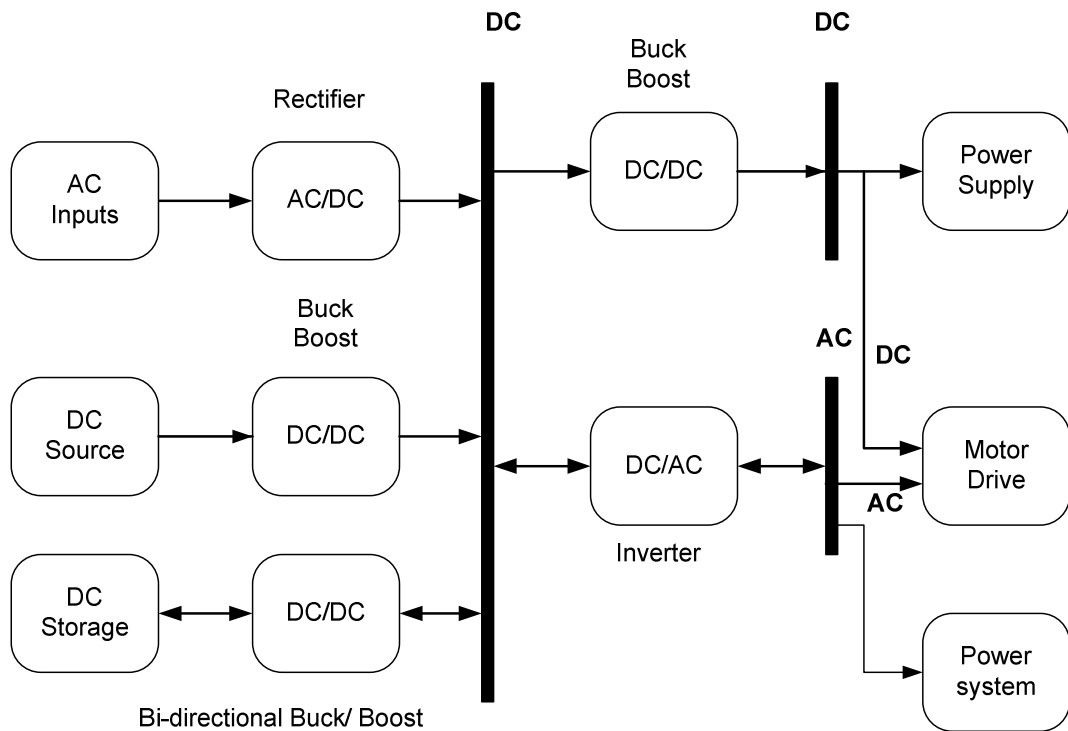 DC
DC
Buck
Boost
Rectifier
AC
Inputs
AC/DC
DC/DC
Power
Supply
Buck
Boost
AC
DC
DC
Source
DC/DC
DC/AC
Motor
Drive
AC
Inverter
DC
Storage
DC/DC
Power
system
Bi-directional Buck/ Boost